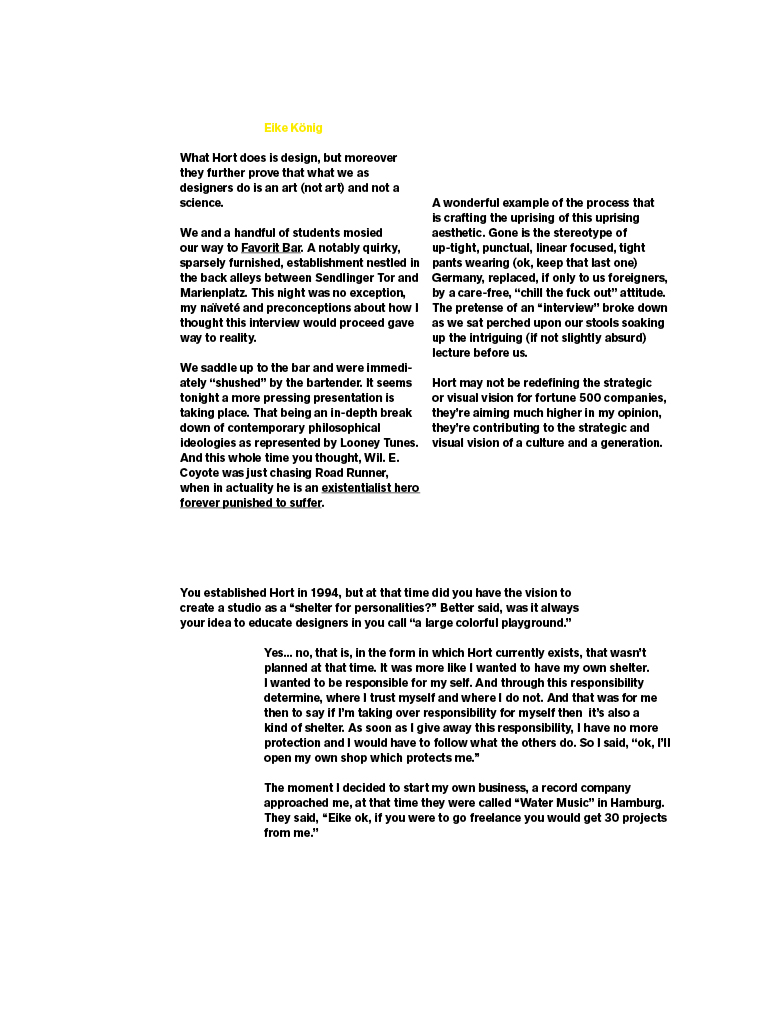 Eike König
What Hort does is design, but moreover
they further prove that what we as
designers do is an art (not art) and not a
science.
We and a handful of students mosied
our way to Favorit Bar. A notably quirky,
sparsely furnished, establishment nestled in
the back alleys between Sendlinger Tor and
Marienplatz. This night was no exception,
my naïveté and preconceptions about how I
thought this interview would proceed gave
way to reality.
We saddle up to the bar and were immedi-
ately “shushed” by the bartender. It seems
tonight a more pressing presentation is
taking place. That being an in-depth break
down of contemporary philosophical
ideologies as represented by Looney Tunes.
And this whole time you thought, Wil. E.
Coyote was just chasing Road Runner,
when in actuality he is an existentialist hero
forever punished to suffer.
A wonderful example of the process that
is crafting the uprising of this uprising
aesthetic. Gone is the stereotype of
up-tight, punctual, linear focused, tight
pants wearing (ok, keep that last one)
Germany, replaced, if only to us foreigners,
by a care-free, “chill the fuck out” attitude.
The pretense of an “interview” broke down
as we sat perched upon our stools soaking
up the intriguing (if not slightly absurd)
lecture before us.
Hort may not be redefining the strategic
or visual vision for fortune 500 companies,
they’re aiming much higher in my opinion,
they’re contributing to the strategic and
visual vision of a culture and a generation.
You established Hort in 1994, but at that time did you have the vision to
create a studio as a “shelter for personalities?” Better said, was it always
your idea to educate designers in you call “a large colorful playground.”
Yes... no, that is, in the form in which Hort currently exists, that wasn’t
planned at that time. It was more like I wanted to have my own shelter.
I wanted to be responsible for my self. And through this responsibility
determine, where I trust myself and where I do not. And that was for me
then to say if I’m taking over responsibility for myself then  it’s also a
kind of shelter. As soon as I give away this responsibility, I have no more
protection and I would have to follow what the others do. So I said, “ok, I’ll
open my own shop which protects me.”
The moment I decided to start my own business, a record company
approached me, at that time they were called “Water Music” in Hamburg.
They said, “Eike ok, if you were to go freelance you would get 30 projects
from me.”